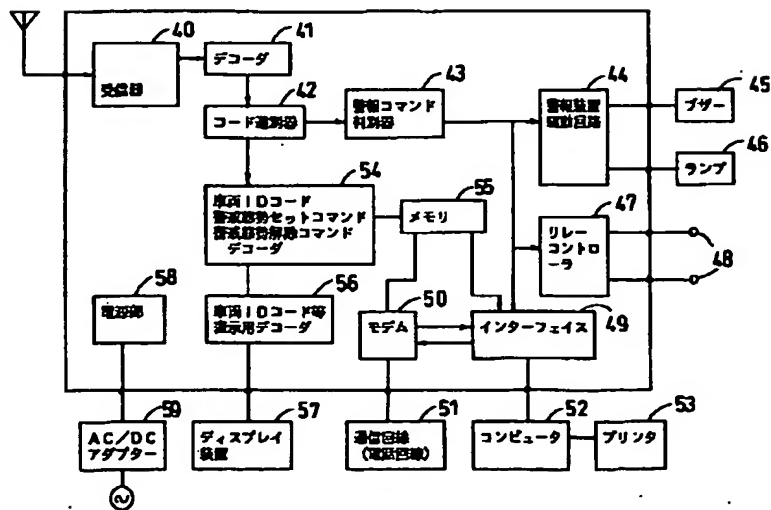 40
受信器
41
デコーダ
42
コード選別器
43
警報コマンド
判別器
44
警報装置
駆動回路
45
ブザー
46
ランプ
47
リレー
コントロ
ーラ
48
54
車両IDコード
警戒態勢セットコマンド
警戒態勢解除コマンド
デコーダ
55
メモリ
58
電源部
56
車両IDコード等
表示用デコーダ
50
モデム
インターフェイス
49
59
AC/DC
アダプター
57
ディスプレイ
装置
51
通信回線
(電話回線)
52
コンピュータ
53
プリンタ